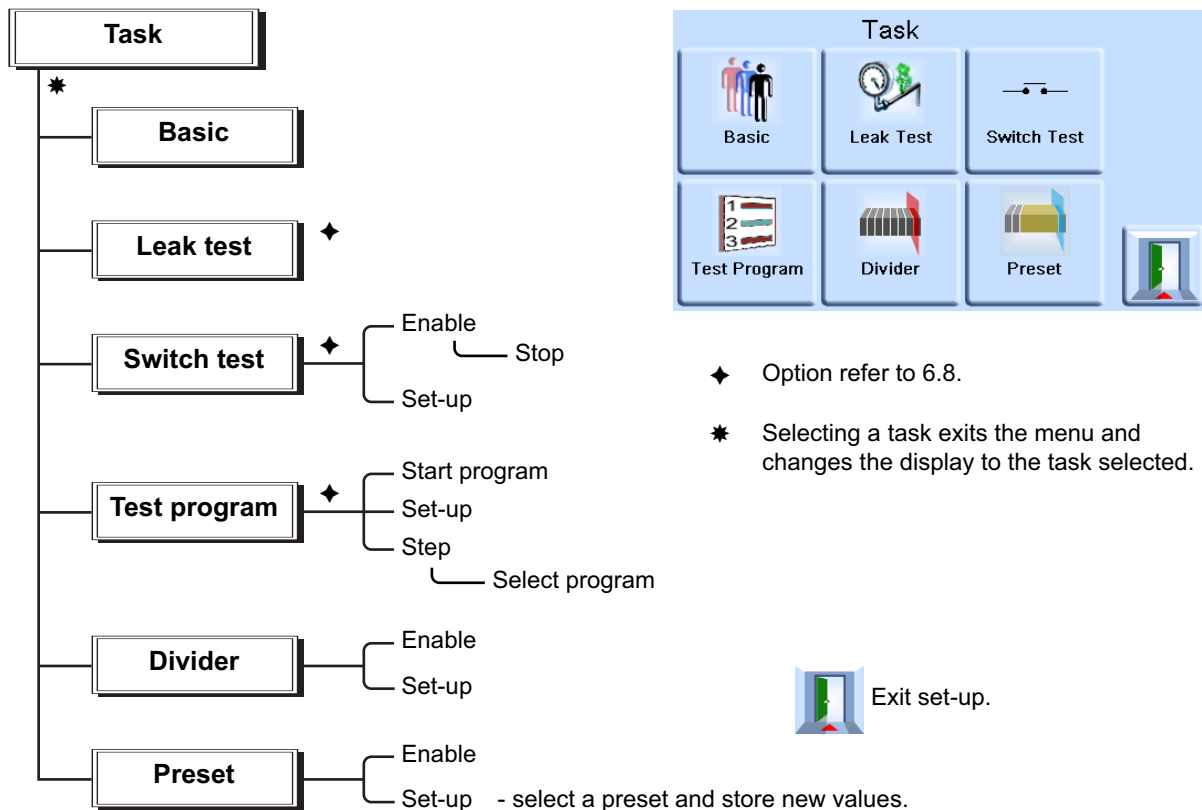 Task
✸
Basic
Leak test ✦
Switch test ✦
Enable
Stop
Set-up
Test program ✦
Start program
Set-up
Step
Select program
Divider
Enable
Set-up
Preset
Enable
Set-up - select a preset and store new values.
Task
Basic Leak Test Switch Test
1
2
3
Test Program Divider Preset
✦ Option refer to 6.8.
✸ Selecting a task exits the menu and
changes the display to the task selected.
Exit set-up.